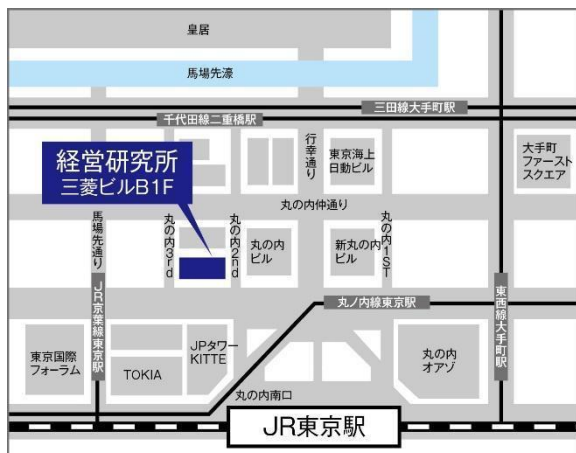 皇居
馬場先濠
三田線大手町駅
千代田線二重橋駅
経営研究所
三菱ビルB1F
行幸通り
東京海上
日動ビル
大手町
ファースト
スクエア
丸の内仲通り
馬場先通り
丸の内3rd
丸の内2nd
丸の内
ビル
新丸の内
ビル
丸の内1ST
JR京葉線東京駅
丸ノ内線東京駅
東西線大手町駅
東京国際
フォーラム
TOKIA
JPタワー
KITTE
丸の内
オアゾ
丸の内南口
JR東京駅